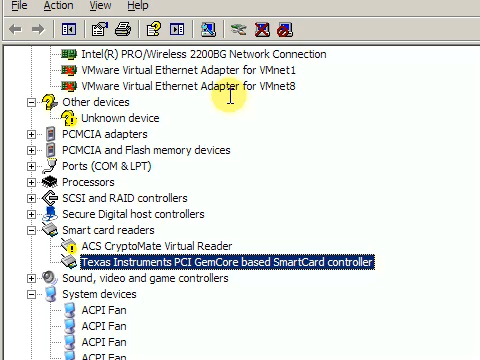 File Action View Help
Intel(R) PRO/Wireless 2200BG Network Connection
VMware Virtual Ethernet Adapter for VMnet1
VMware Virtual Ethernet Adapter for VMnet8
Other devices
Unknown device
PCMCIA adapters
PCMCIA and Flash memory devices
Ports (COM & LPT)
Processors
SCSI and RAID controllers
Secure Digital host controllers
Smart card readers
ACS CryptoMate Virtual Reader
Texas Instruments PCI GemCore based SmartCard controller
Sound, video and game controllers
System devices
ACPI Fan
ACPI Fan
ACPI Fan
ACPI Fan